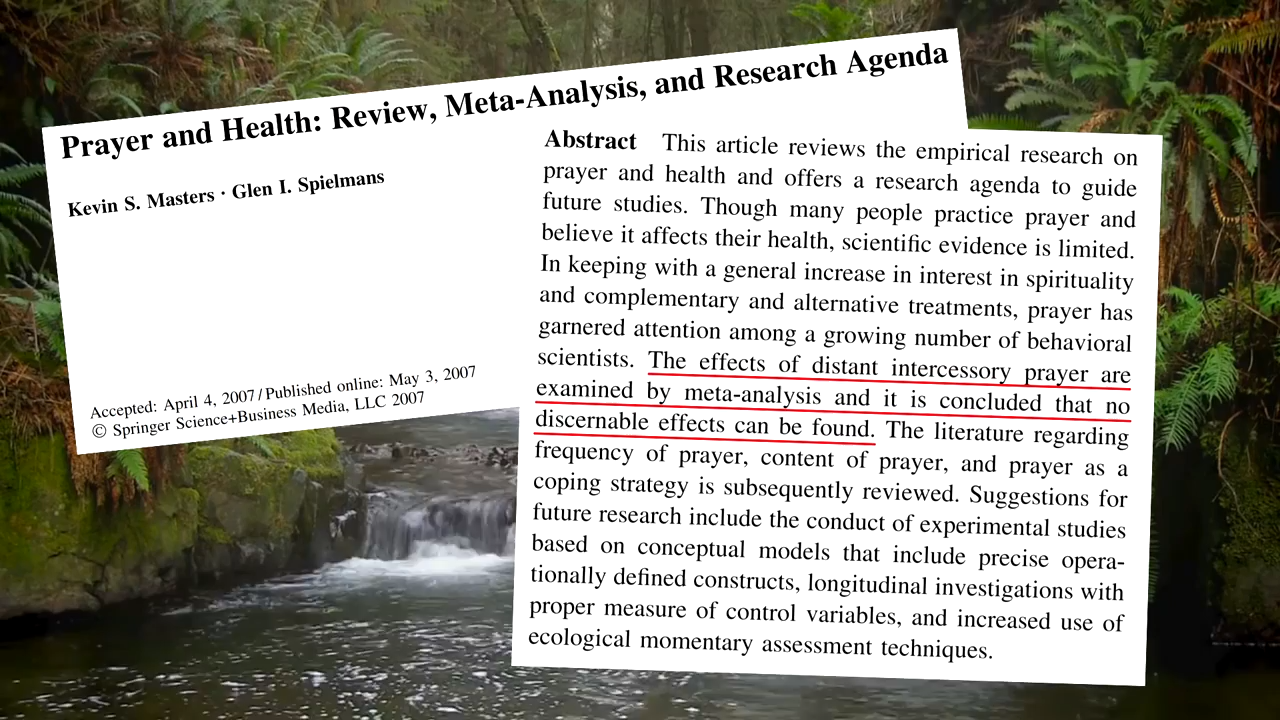 Prayer and Health: Review, Meta-Analysis, and Research Agenda
Kevin S. Masters · Glen I. Spielmans
Accepted: April 4, 2007 / Published online: May 3, 2007
© Springer Science+Business Media, LLC 2007
Abstract This article reviews the empirical research on
prayer and health and offers a research agenda to guide
future studies. Though many people practice prayer and
believe it affects their health, scientific evidence is limited.
In keeping with a general increase in interest in spirituality
and complementary and alternative treatments, prayer has
garnered attention among a growing number of behavioral
scientists. The effects of distant intercessory prayer are
examined by meta-analysis and it is concluded that no
discernable effects can be found. The literature regarding
frequency of prayer, content of prayer, and prayer as a
coping strategy is subsequently reviewed. Suggestions for
future research include the conduct of experimental studies
based on conceptual models that include precise opera-
tionally defined constructs, longitudinal investigations with
proper measure of control variables, and increased use of
ecological momentary assessment techniques.